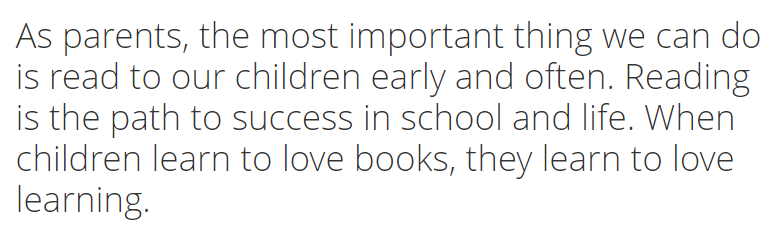 As parents, the most important thing we can do
is read to our children early and often. Reading
is the path to success in school and life. When
children learn to love books, they learn to love
learning.